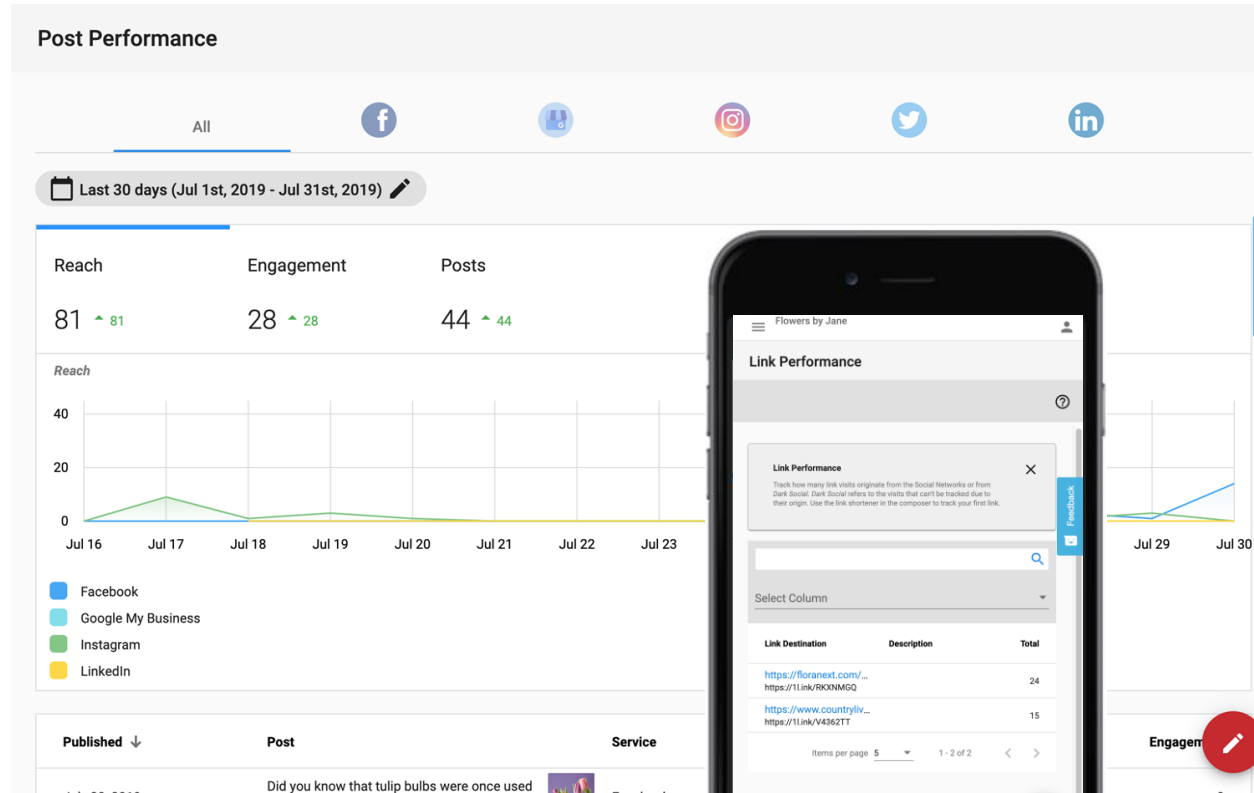 Post Performance
All
Last 30 days (Jul 1st, 2019 - Jul 31st, 2019)
Reach
Engagement
Posts
81 81
28 28
44 44
Reach
40
20
0
Jul 16
Jul 17
Jul 18
Jul 19
Jul 20
Jul 21
Jul 22
Jul 23
Jul 29
Jul 30
Facebook
Google My Business
Instagram
LinkedIn
Published
Post
Service
Engagem
Did you know that tulip bulbs were once used
Flowers by Jane
Link Performance
Link Performance
Track how many link visits originate from the Social Networks or from
Dark Social. Dark Social refers to the visits that can't be tracked due to
their origin. Use the link shortener in the composer to track your first link.
Feedback
Select Column
Link Destination
Description
Total
https://floranext.com/...
https://1l.ink/RKXNMGQ
24
https://www.countryliv...
https://1l.ink/V4362TT
15
Items per page 5
1 - 2 of 2